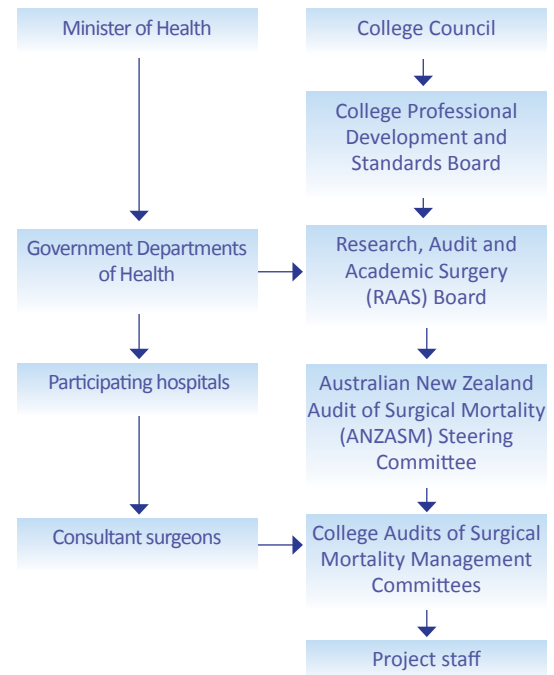 Minister of Health
College Council
College Professional
Development and
Standards Board
Government Departments
of Health
Research, Audit and
Academic Surgery
(RAAS) Board
Participating hospitals
Australian New Zealand
Audit of Surgical Mortality
(ANZASM) Steering
Committee
Consultant surgeons
College Audits of Surgical
Mortality Management
Committees
Project staff